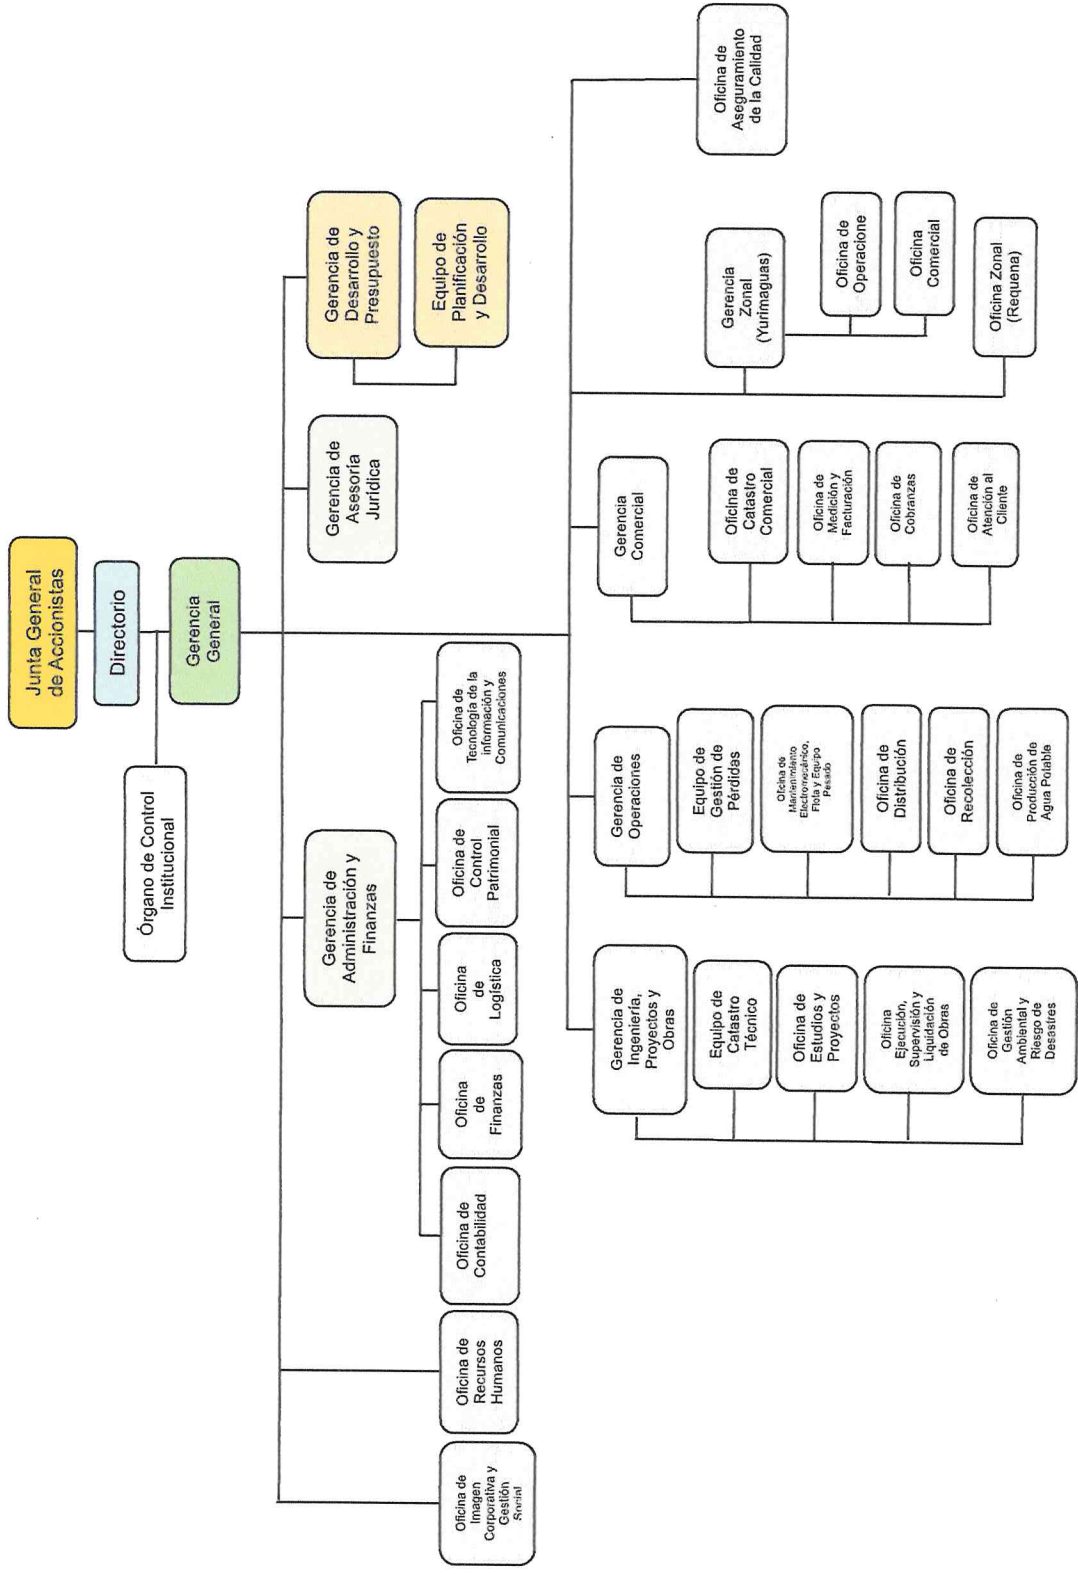 Junta General
de Accionistas
Directorio
Órgano de Control
Institucional
Gerencia
General
Oficina de
Imagen
Corporativa y
Gestión
Social
Oficina de
Recursos
Humanos
Gerencia de
Administración y
Finanzas
Oficina de
Contabilidad
Oficina
de
Finanzas
Oficina
de
Logística
Oficina de
Control
Patrimonial
Oficina de
Tecnología de la
información y
Comunicaciones
Gerencia de
Asesoría
Jurídica
Gerencia de
Desarrollo y
Presupuesto
Equipo de
Planificación
y Desarrollo
Gerencia de
Ingeniería,
Proyectos y
Obras
Equipo de
Catastro
Técnico
Oficina de
Estudios y
Proyectos
Oficina
Ejecución,
Supervisión y
Liquidación
de Obras
Oficina de
Gestión
Ambiental y
Riesgo de
Desastres
Gerencia de
Operaciones
Equipo de
Gestión de
Pérdidas
Oficina de
Mantenimiento
Electromecánico,
Flota y Equipo
Pesado
Oficina de
Distribución
Oficina de
Recolección
Oficina de
Producción de
Agua Potable
Gerencia
Comercial
Oficina de
Catastro
Comercial
Oficina de
Medición y
Facturación
Oficina de
Cobranzas
Oficina de
Atención al
Cliente
Gerencia
Zonal
(Yurimaguas)
Oficina de
Operacione
Oficina
Comercial
Oficina Zonal
(Requena)
Oficina de
Aseguramiento
de la Calidad